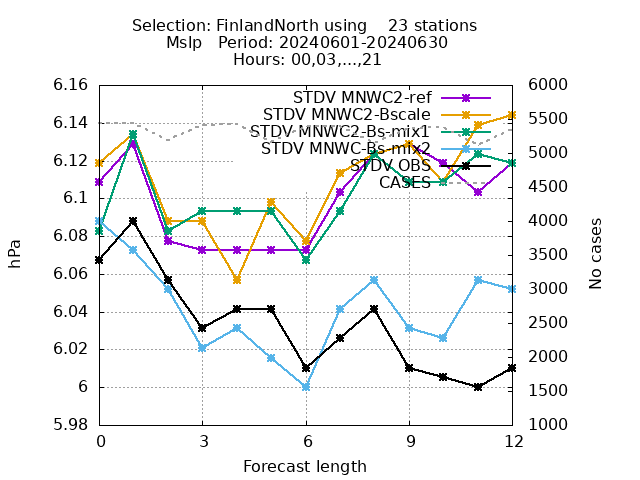 Selection: FinlandNorth using    23 stations
Mslp   Period: 20240601-20240630
Hours: 00,03,...,21
6.16
6.14
6.12
6.1
6.08
6.06
6.04
6.02
6
5.98
hPa
STDV MNWC2-ref
STDV MNWC2-Bscale
STDV MNWC2-Bs-mix1
STDV MNWC-Bs-mix2
STDV OBS
CASES
6000
5500
5000
4500
4000
3500
3000
2500
2000
1500
1000
No cases
0 3 6 9 12
Forecast length